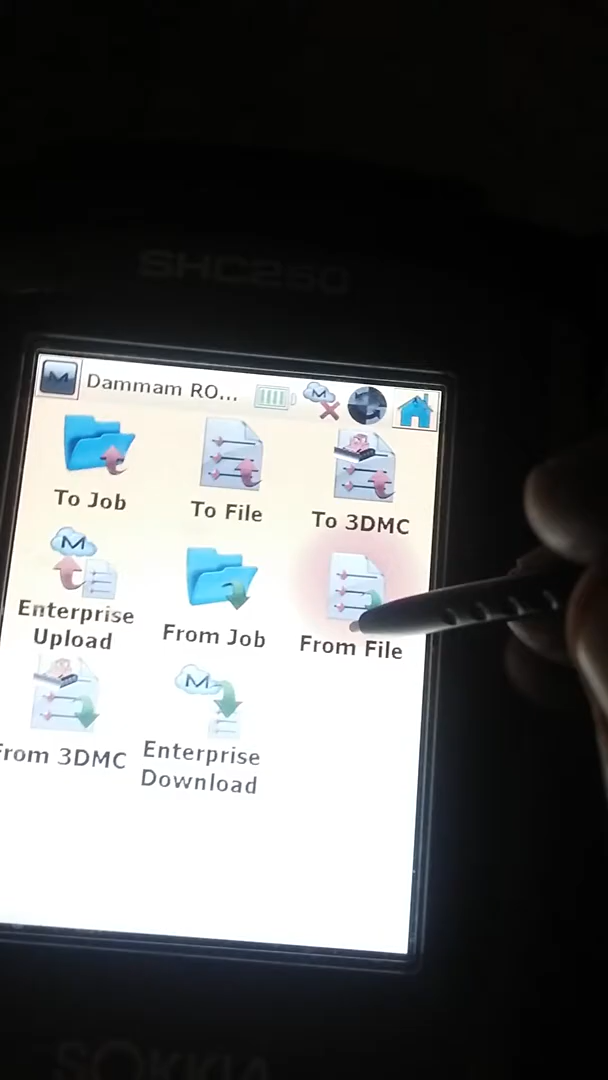 SHC250
Dammam RO...
To Job
To File
To 3DMC
Enterprise
Upload
From Job
From File
From 3DMC
Enterprise
Download
SOKKIA